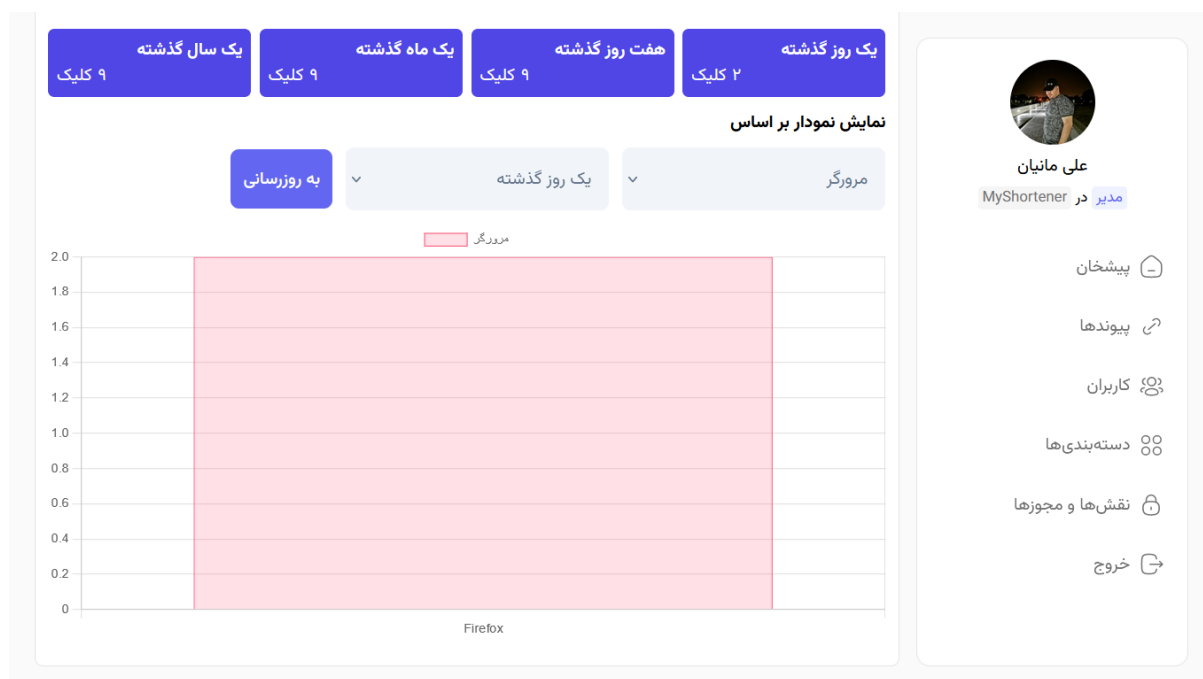 یک روز گذشته
۲ کلیک
هفت روز گذشته
۹ کلیک
یک ماه گذشته
۹ کلیک
یک سال گذشته
۹ کلیک
نمایش نمودار بر اساس
مرورگر
یک روز گذشته
به روزرسانی
مرورگر
2.0
1.8
1.6
1.4
1.2
1.0
0.8
0.6
0.4
0.2
0
Firefox
علی مانیان
مدیر در MyShortener
پیشخان
پیوندها
کاربران
دسته‌بندی‌ها
نقش‌ها و مجوزها
خروج